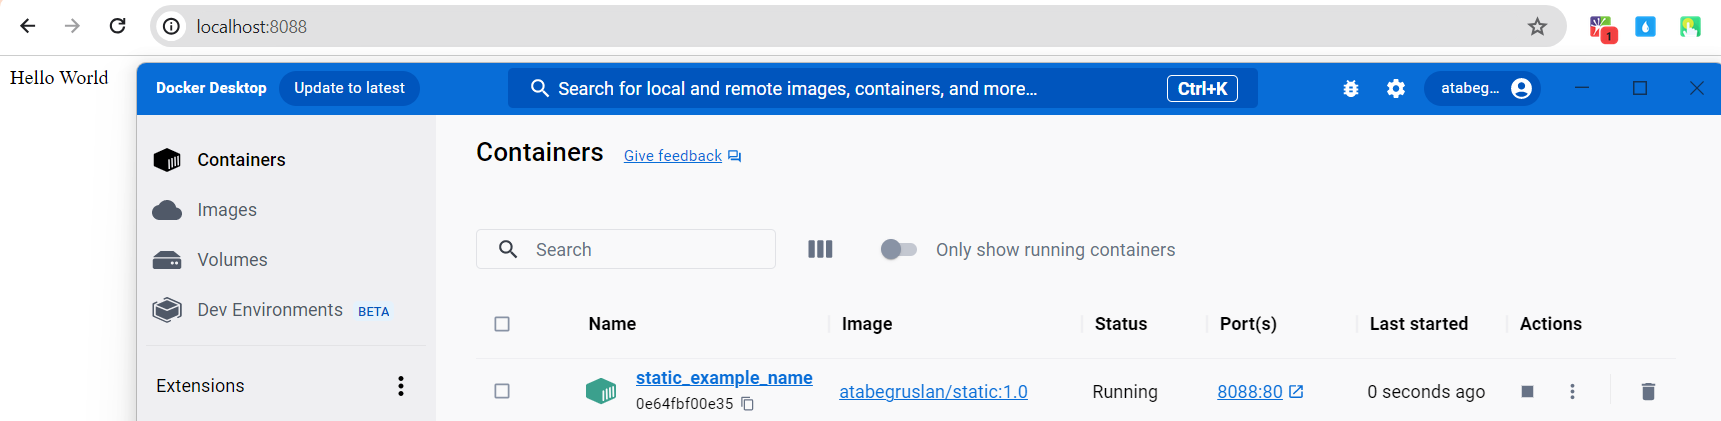 localhost:8088
1
Hello World
Docker Desktop
Update to latest
Search for local and remote images, containers, and more...
Ctrl+K
atabeg...
Containers
Images
Volumes
Dev Environments BETA
Extensions
Containers
Give feedback
Search
Only show running containers
Name Image Status Port(s) Last started Actions
static_example_name
0e64fbf00e35
atabegruslan/static:1.0
Running
8088:80
0 seconds ago